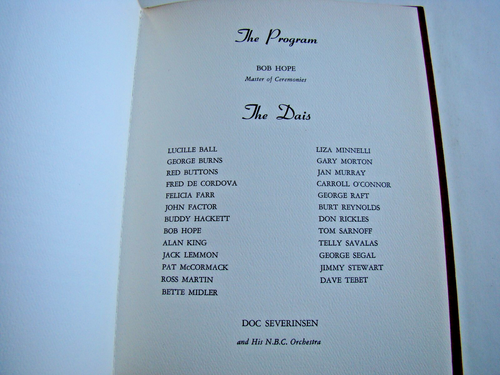 The Program
BOB HOPE
Master of Ceremonies
The Dais
LUCILLE BALL
GEORGE BURNS
RED BUTTONS
FRED DE CORDOVA
FELICIA FARR
JOHN FACTOR
BUDDY HACKETT
BOB HOPE
ALAN KING
JACK LEMMON
PAT McCORMACK
ROSS MARTIN
BETTE MIDLER
LIZA MINNELLI
GARY MORTON
JAN MURRAY
CARROLL O'CONNOR
GEORGE RAFT
BURT REYNOLDS
DON RICKLES
TOM SARNOFF
TELLY SAVALAS
GEORGE SEGAL
JIMMY STEWART
DAVE TEBET
DOC SEVERINSEN
and His N.B.C. Orchestra